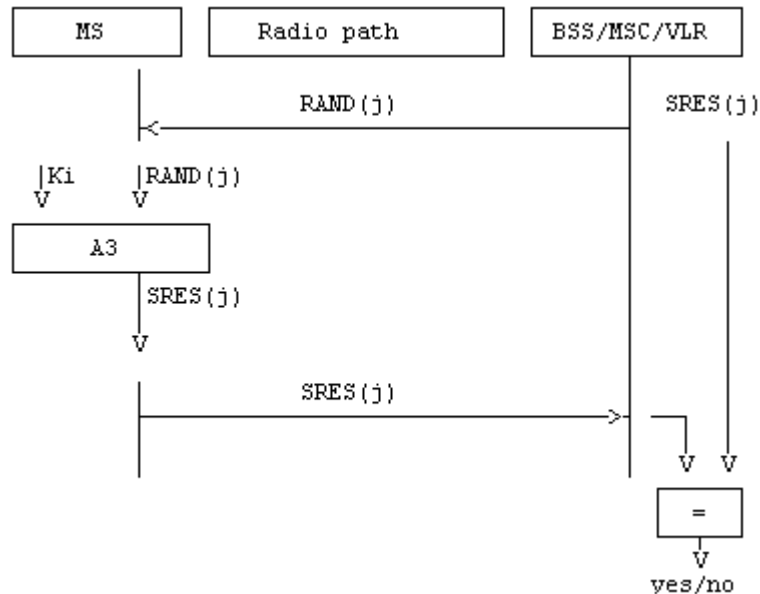 MS Radio path BSS/MSC/VLR
RAND(j) SRES(j)
Ki RAND(j)
A3
SRES(j)
SRES(j)
=
yes/no